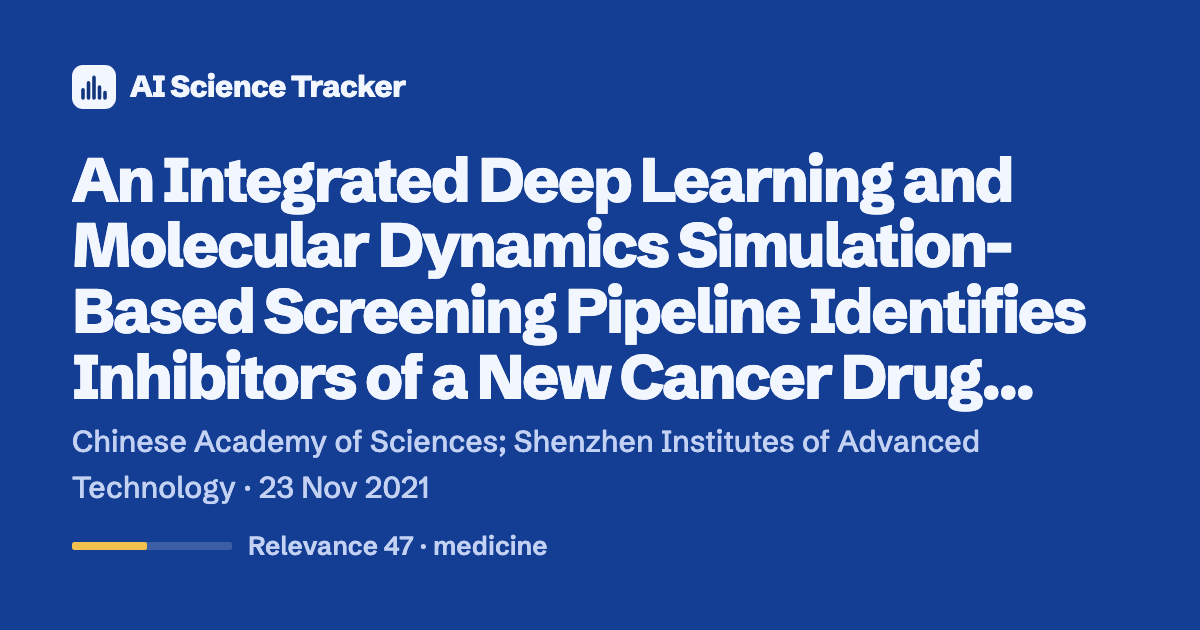 AI Science Tracker
An Integrated Deep Learning and
Molecular Dynamics Simulation-
Based Screening Pipeline Identifies
Inhibitors of a New Cancer Drug...
Chinese Academy of Sciences; Shenzhen Institutes of Advanced
Technology · 23 Nov 2021
Relevance 47 · medicine